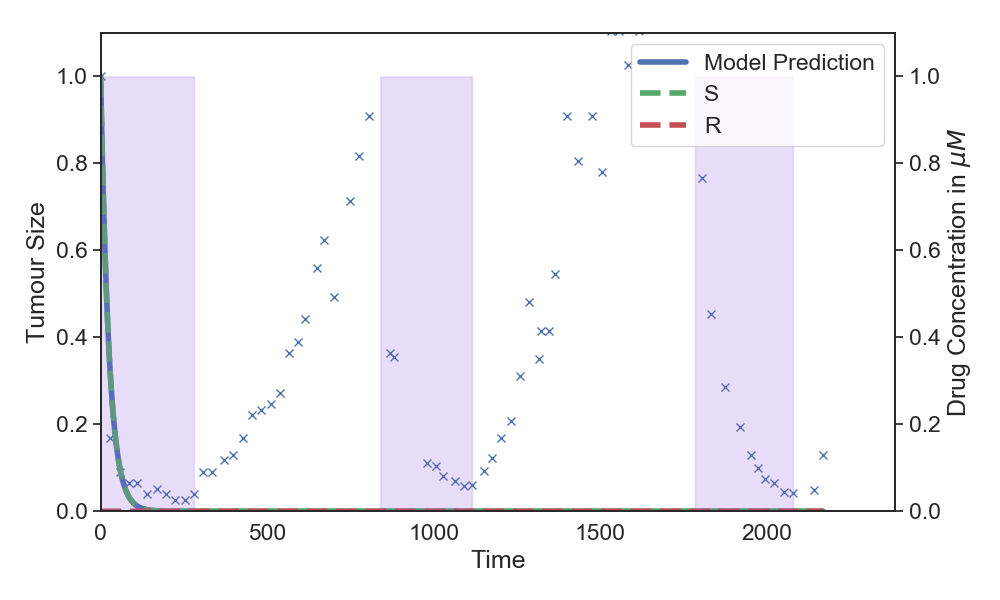 Model Prediction
S
R
Tumour Size
1.0
0.8
0.6
0.4
0.2
0.0
1.0
0.8
0.6
0.4
0.2
0.0
Drug Concentration in μM
0
500
1000
1500
2000
Time